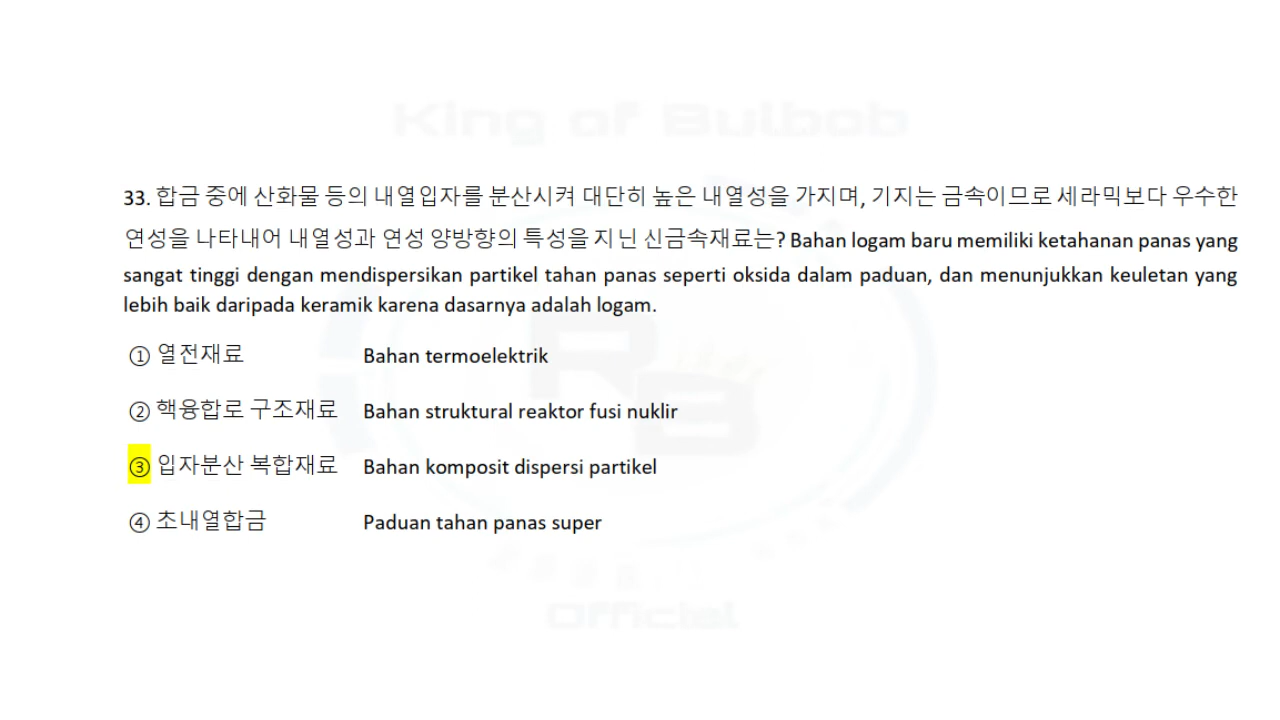 King of Bulbob
33. 합금 중에 산화물 등의 내열입자를 분산시켜 대단히 높은 내열성을 가지며, 기지는 금속이므로 세라믹보다 우수한
연성을 나타내어 내열성과 연성 양방향의 특성을 지닌 신금속재료는? Bahan logam baru memiliki ketahanan panas yang
sangat tinggi dengan mendispersikan partikel tahan panas seperti oksida dalam paduan, dan menunjukkan keuletan yang
lebih baik daripada keramik karena dasarnya adalah logam.
① 열전재료 Bahan termoelektrik
② 핵융합로 구조재료 Bahan struktural reaktor fusi nuklir
③ 입자분산 복합재료 Bahan komposit dispersi partikel
④ 초내열합금 Paduan tahan panas super
Official